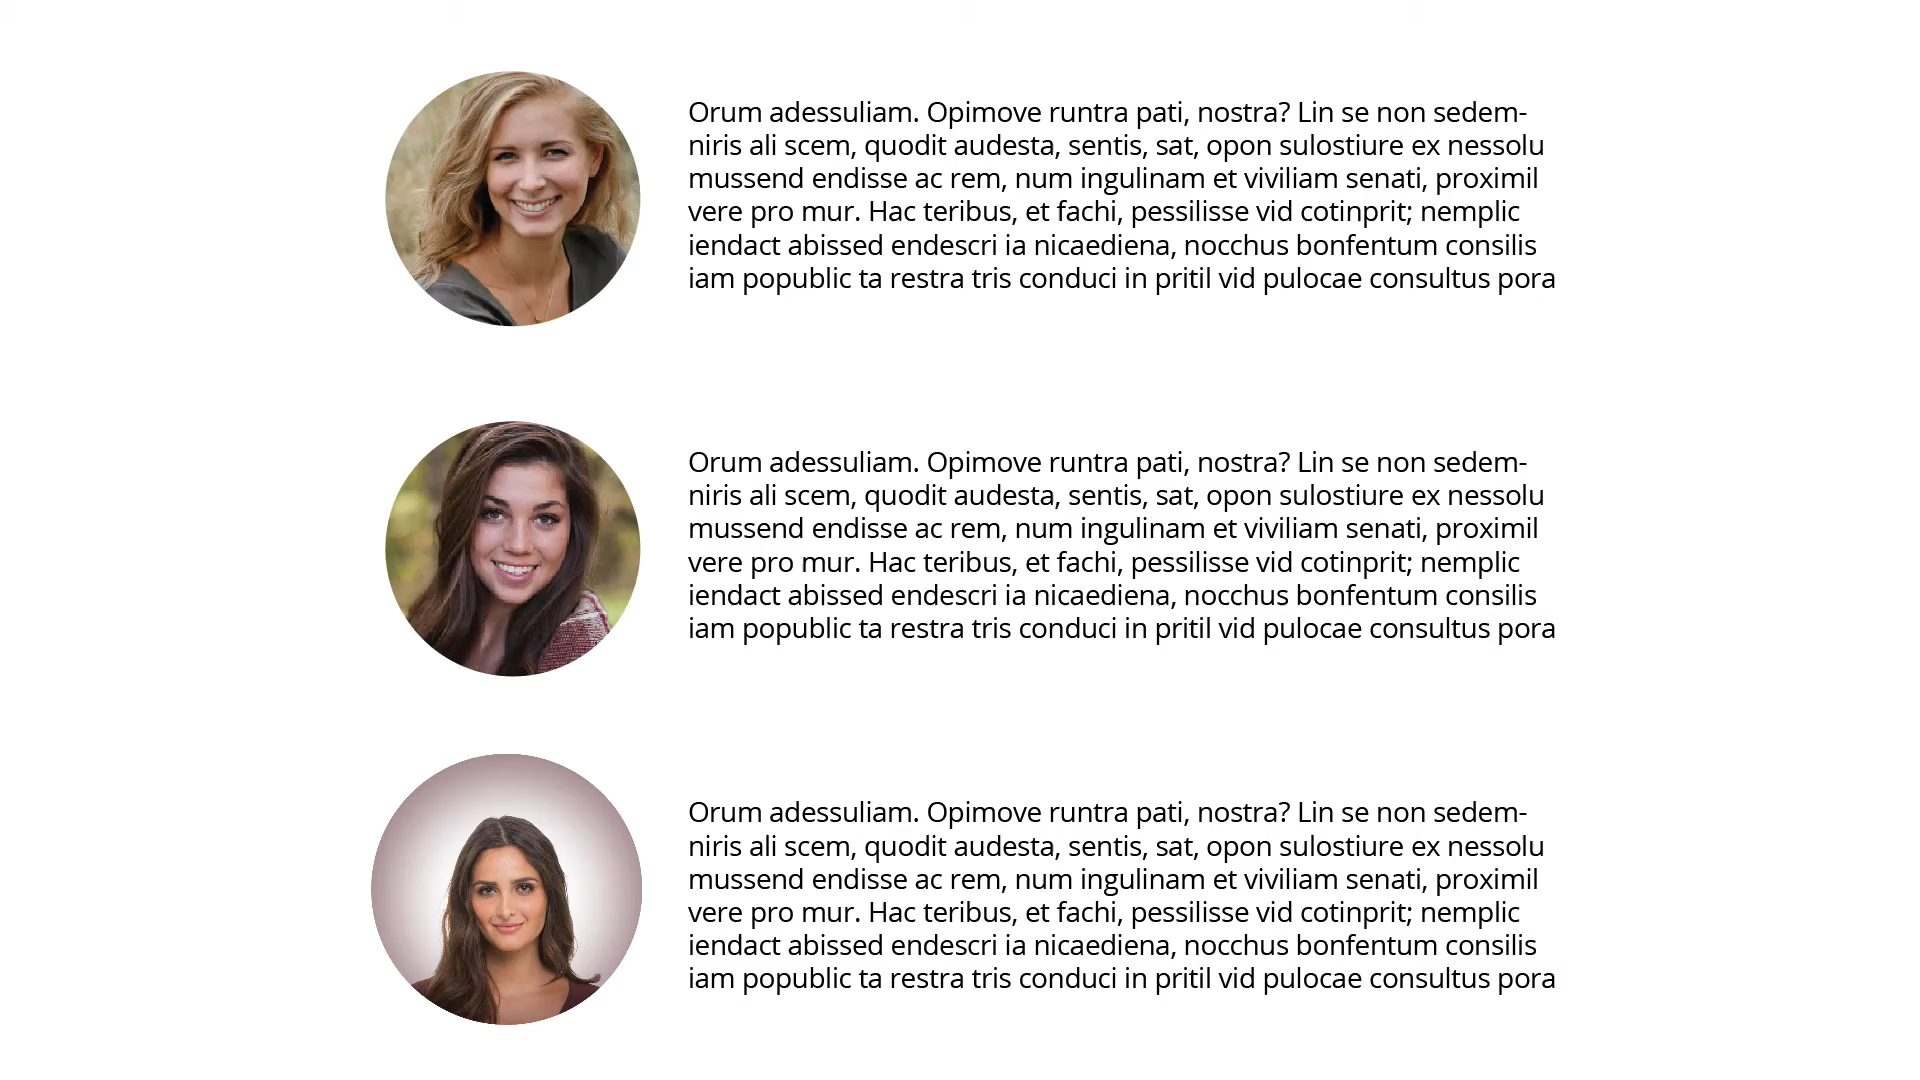 Orum adessuliam. Opimove runtra pati, nostra? Lin se non sedem-
niris ali scem, quodit audesta, sentis, sat, opon sulostiure ex nessolu
mussend endisse ac rem, num ingulinam et viviliam senati, proximil
vere pro mur. Hac teribus, et fachi, pessilisse vid cotinprit; nemplic
iendact abissed endescri ia nicaediena, nocchus bonfentum consilis
iam popublic ta restra tris conduci in pritil vid pulocae consultus pora
Orum adessuliam. Opimove runtra pati, nostra? Lin se non sedem-
niris ali scem, quodit audesta, sentis, sat, opon sulostiure ex nessolu
mussend endisse ac rem, num ingulinam et viviliam senati, proximil
vere pro mur. Hac teribus, et fachi, pessilisse vid cotinprit; nemplic
iendact abissed endescri ia nicaediena, nocchus bonfentum consilis
iam popublic ta restra tris conduci in pritil vid pulocae consultus pora
Orum adessuliam. Opimove runtra pati, nostra? Lin se non sedem-
niris ali scem, quodit audesta, sentis, sat, opon sulostiure ex nessolu
mussend endisse ac rem, num ingulinam et viviliam senati, proximil
vere pro mur. Hac teribus, et fachi, pessilisse vid cotinprit; nemplic
iendact abissed endescri ia nicaediena, nocchus bonfentum consilis
iam popublic ta restra tris conduci in pritil vid pulocae consultus pora